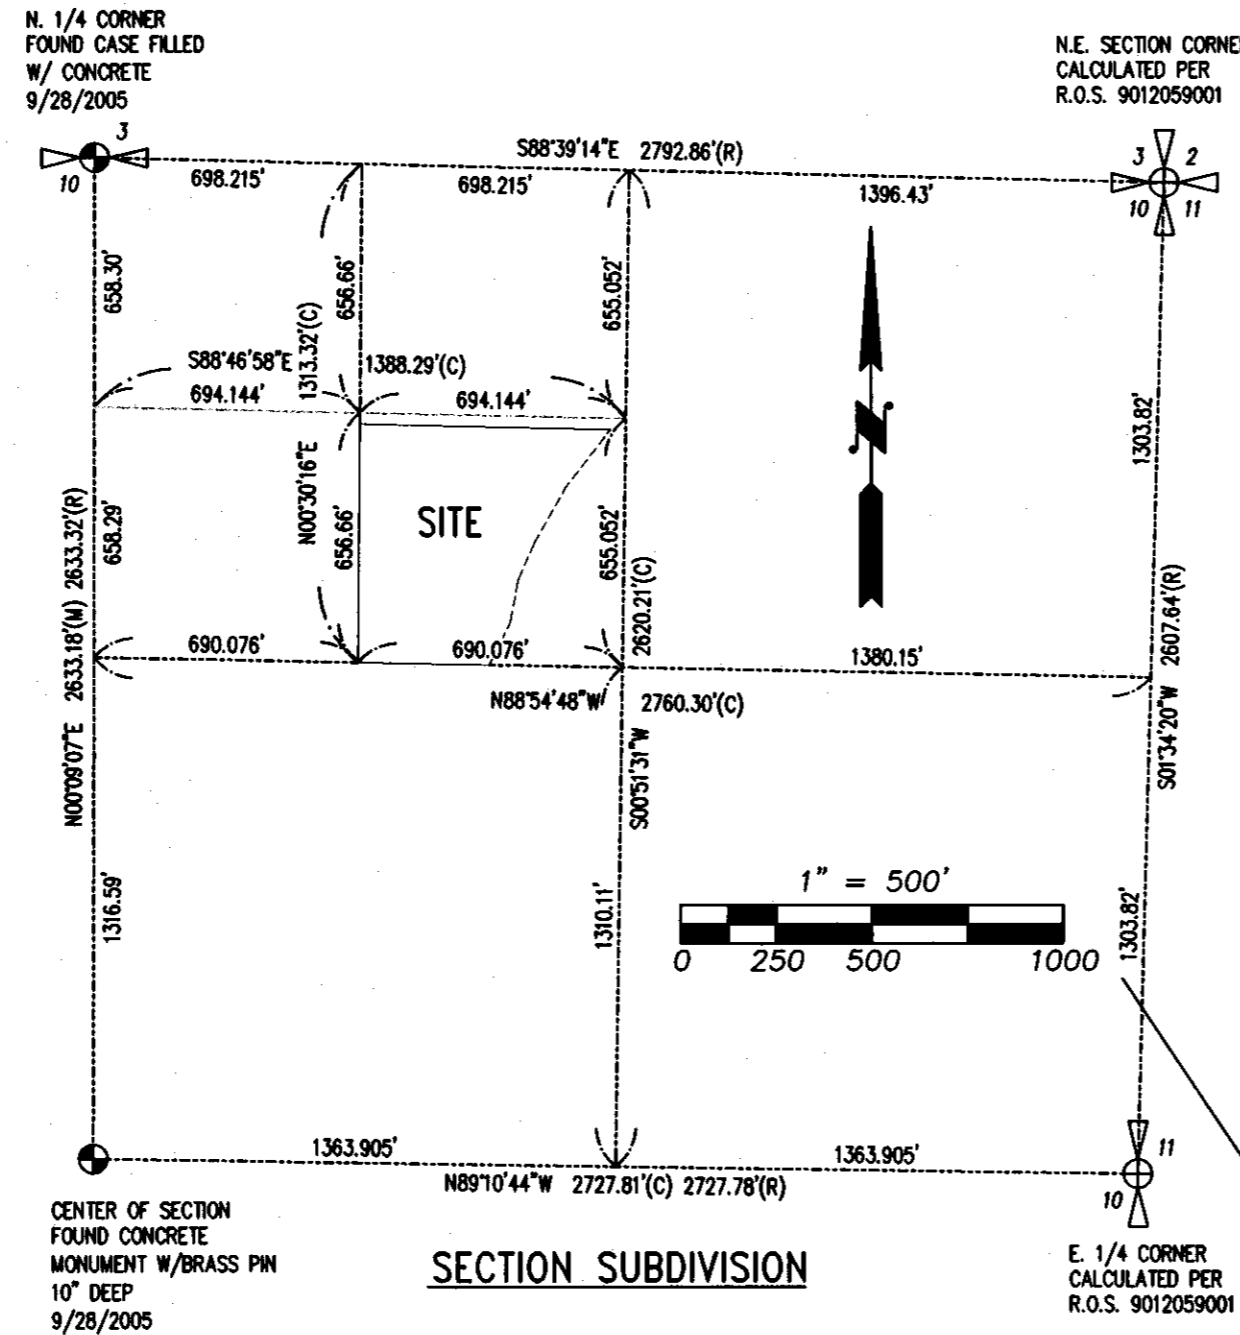 N. 1/4 CORNER
FOUND CASE FILLED
W/ CONCRETE
9/28/2005
N.E. SECTION CORNE
CALCULATED PER
R.O.S. 9012059001
3
10
S88°39'14"E 2792.86'(R)
698.215'
698.215'
1396.43'
3
2
10
11
658.30'
656.66'
655.052'
1303.82'
S88°46'58"E
1313.32'(C)
1388.29'(C)
694.144'
694.144'
N00°30'16"E
656.66'
SITE
655.052'
658.29'
N00°09'07"E 2633.18'(M) 2633.32'(R)
2620.21'(C)
S01°34'20"W 2607.64'(R)
N
690.076'
690.076'
1380.15'
N88°54'48"W
2760.30'(C)
S00°51'31"W
1316.59'
1310.11'
1303.82'
1" = 500'
0 250 500 1000
1363.905'
1363.905'
N89°10'44"W 2727.81'(C) 2727.78'(R)
11
10
CENTER OF SECTION
FOUND CONCRETE
MONUMENT W/BRASS PIN
10" DEEP
9/28/2005
SECTION SUBDIVISION
E. 1/4 CORNER
CALCULATED PER
R.O.S. 9012059001